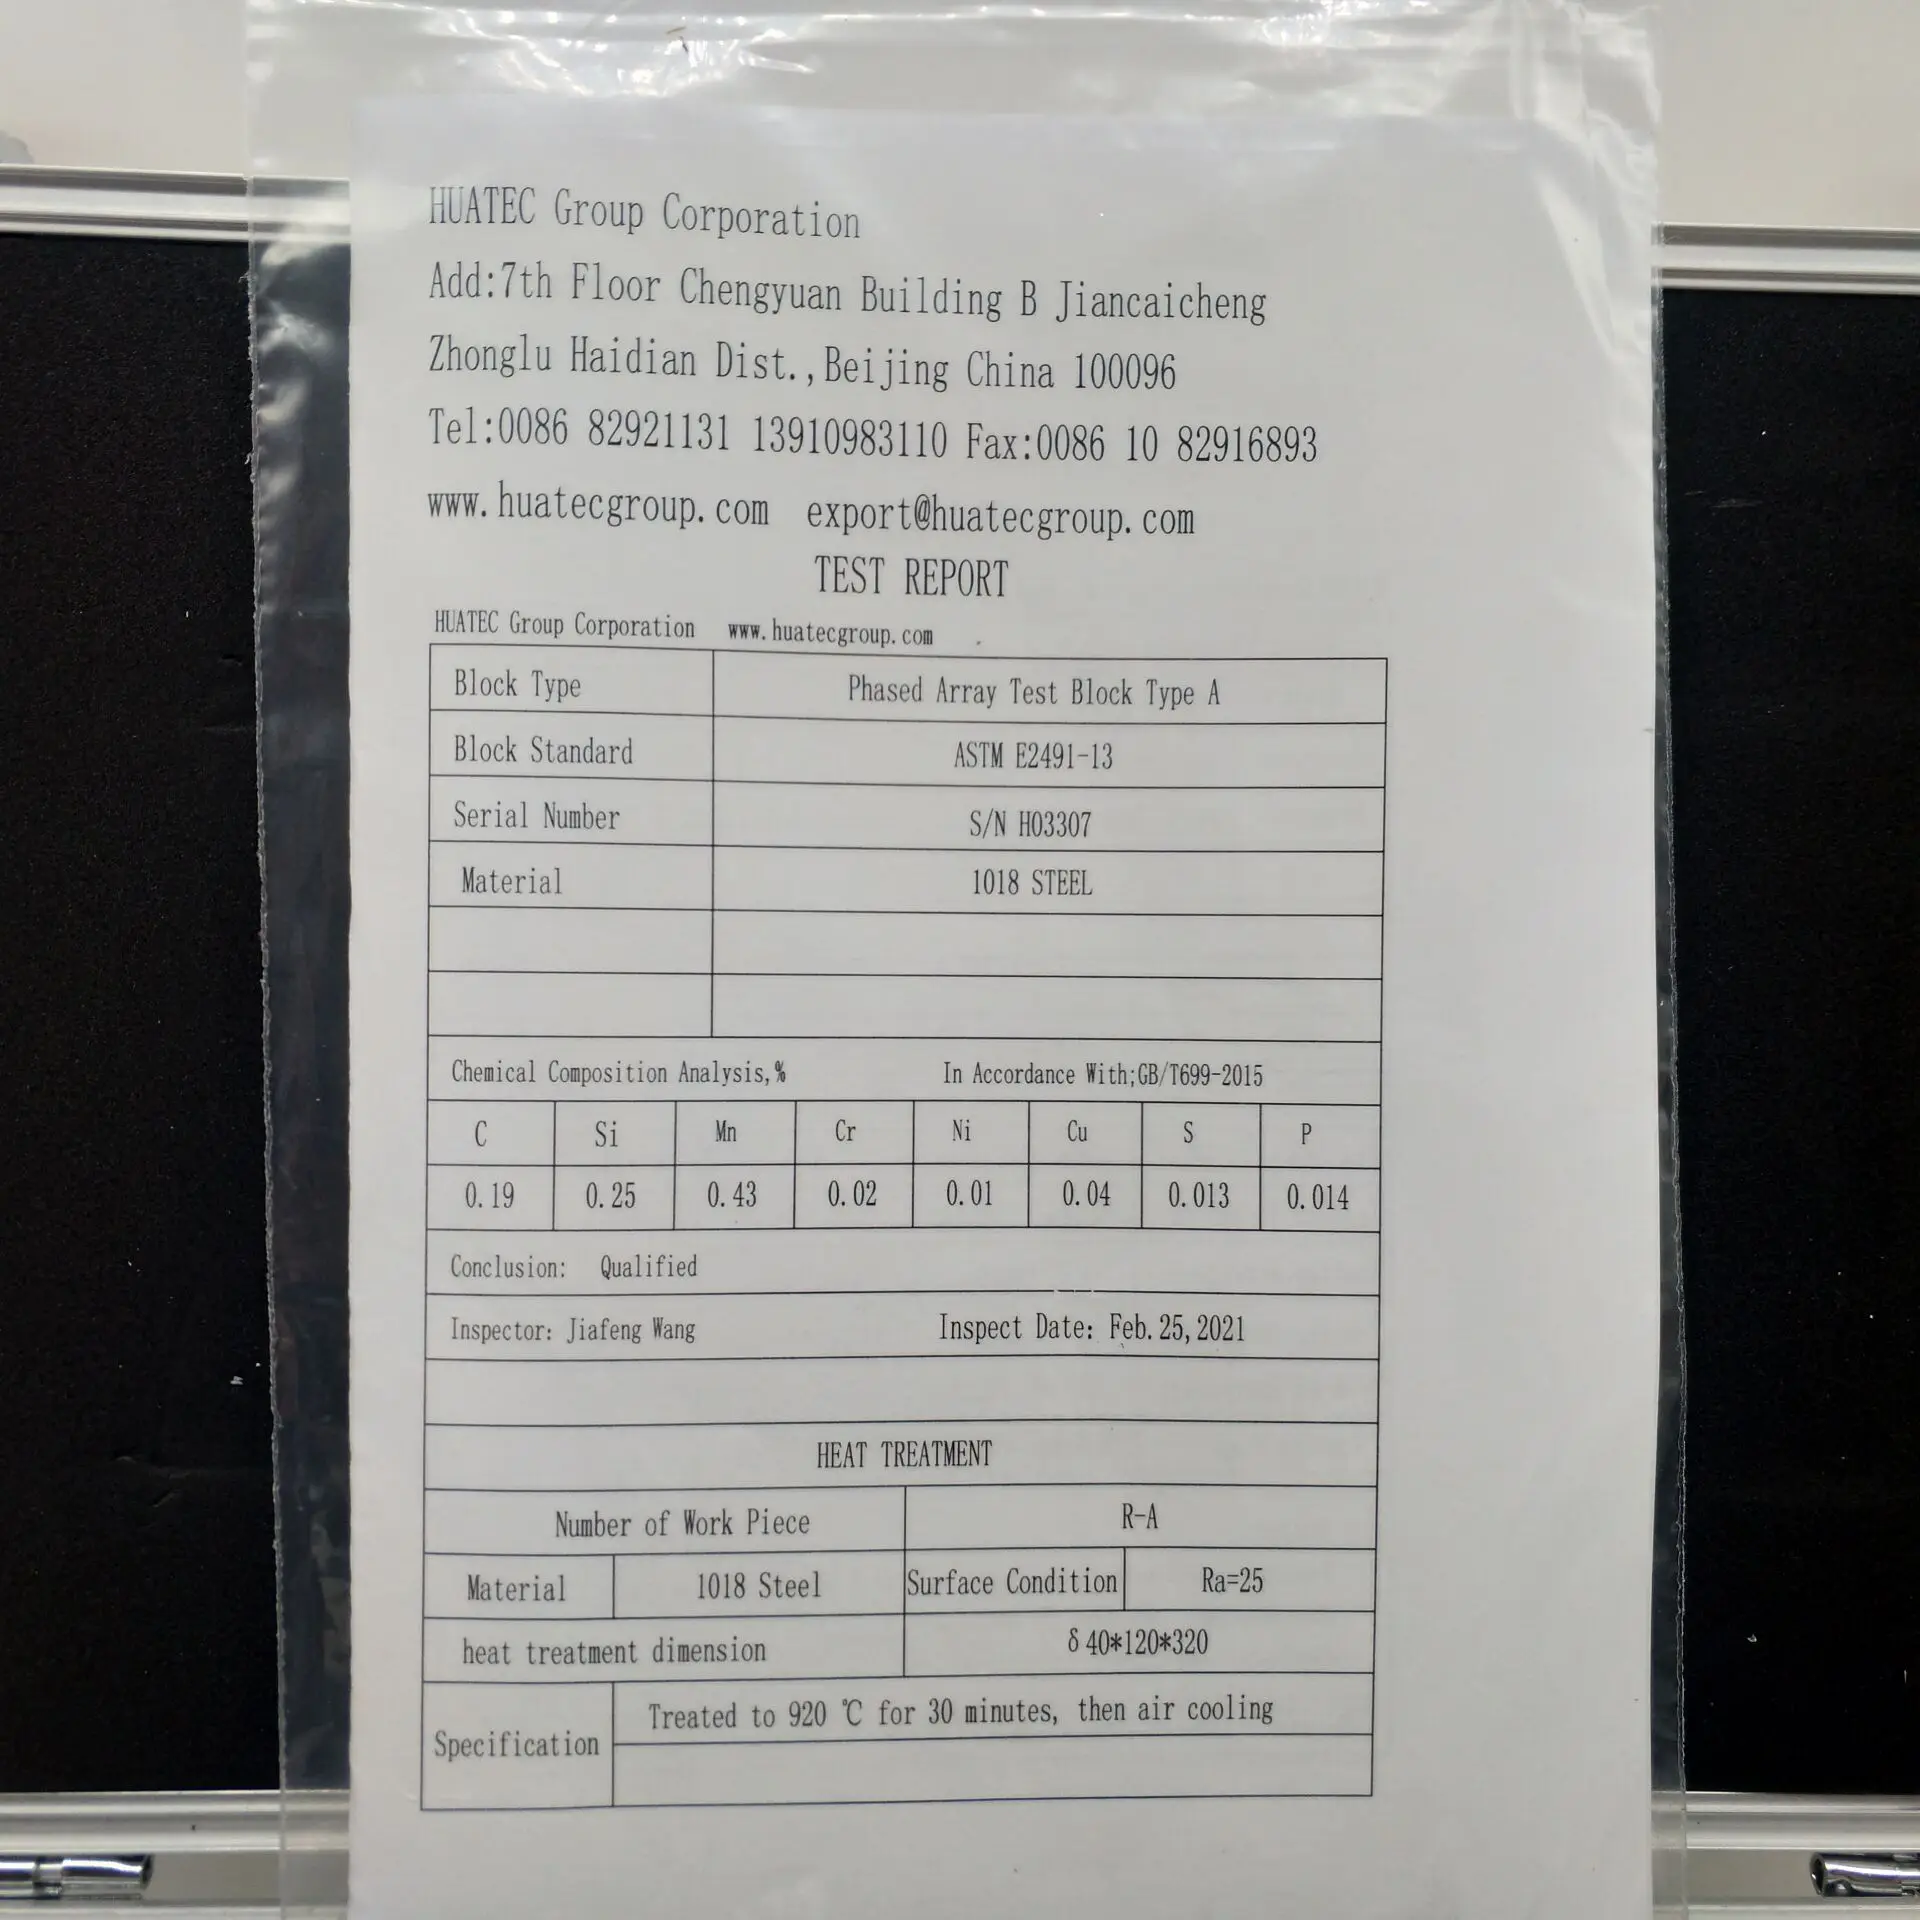 HUATEC Group Corporation
Add:7th Floor Chengyuan Building B Jiancaicheng
Zhonglu Haidian Dist.,Beijing China 100096
Tel:0086 82921131 13910983110 Fax:0086 10 82916893
www.huatecgroup.com export@huatecgroup.com
TEST REPORT
HUATEC Group Corporation www.huatecgroup.com
Block Type Phased Array Test Block Type A
Block Standard ASTM E2491-13
Serial Number S/N H03307
Material 1018 STEEL
Chemical Composition Analysis,% In Accordance With;GB/T699-2015
C Si Mn Cr Ni Cu S P
0.19 0.25 0.43 0.02 0.01 0.04 0.013 0.014
Conclusion: Qualified
Inspector: Jiafeng Wang Inspect Date: Feb.25,2021
HEAT TREATMENT
Number of Work Piece R-A
Material 1018 Steel Surface Condition Ra=25
heat treatment dimension δ40*120*320
Specification Treated to 920 ℃ for 30 minutes, then air cooling